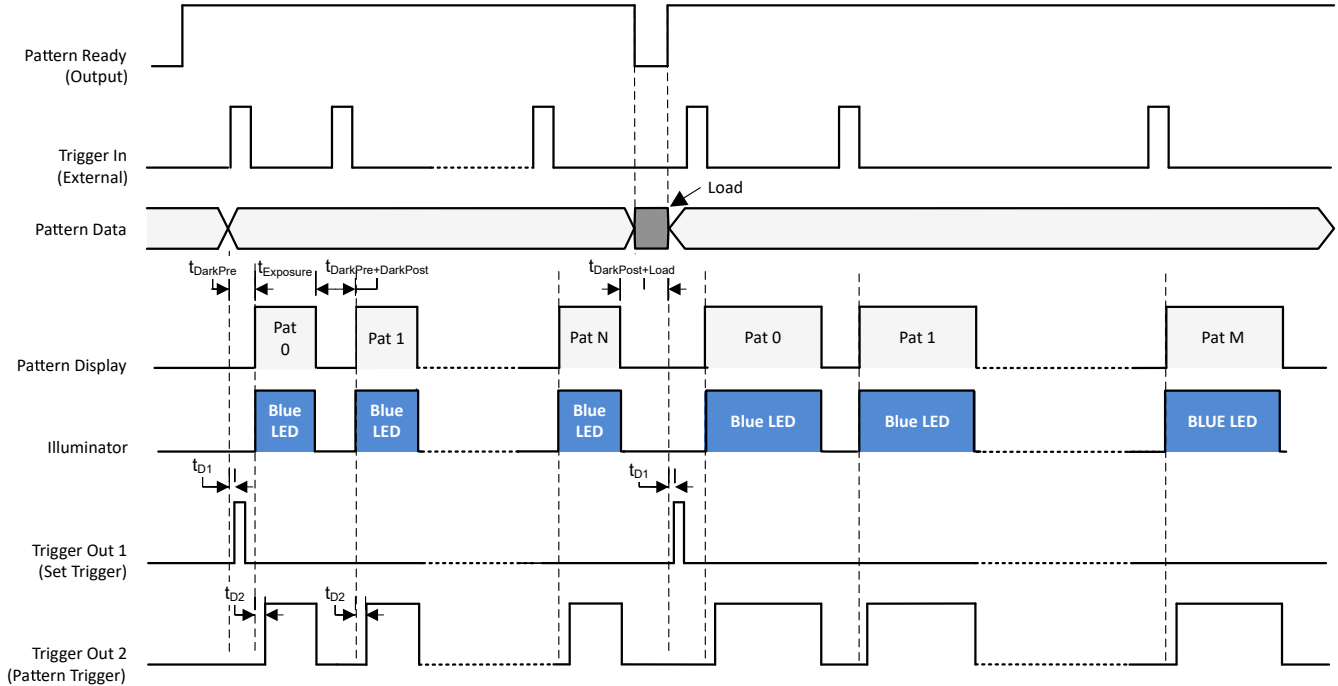 Pattern Ready
(Output)
Trigger In
(External)
Load
Pattern Data
tDarkPre
tExposure
tDarkPre+DarkPost
tDarkPost+Load
Pat
0
Pat 1
Pat N
Pat 0
Pat 1
Pat M
Pattern Display
Blue
LED
Blue
LED
Blue
LED
Blue LED
Blue LED
BLUE LED
Illuminator
tD1
tD1
Trigger Out 1
(Set Trigger)
tD2
tD2
Trigger Out 2
(Pattern Trigger)